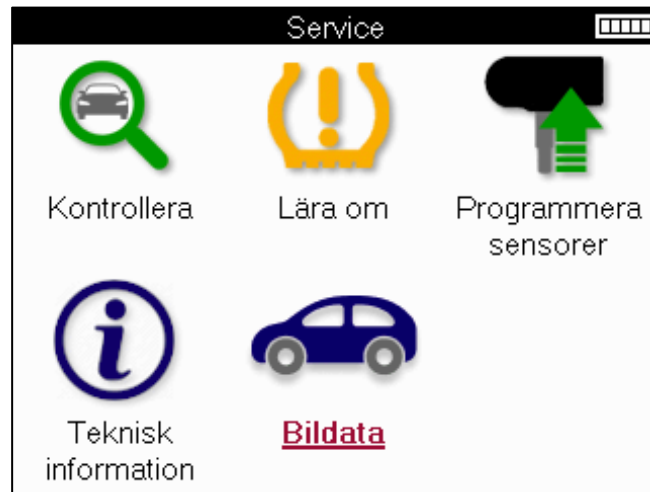 Service
Kontrollera
Lära om
Programmera
sensorer
Teknisk
information
Bildata